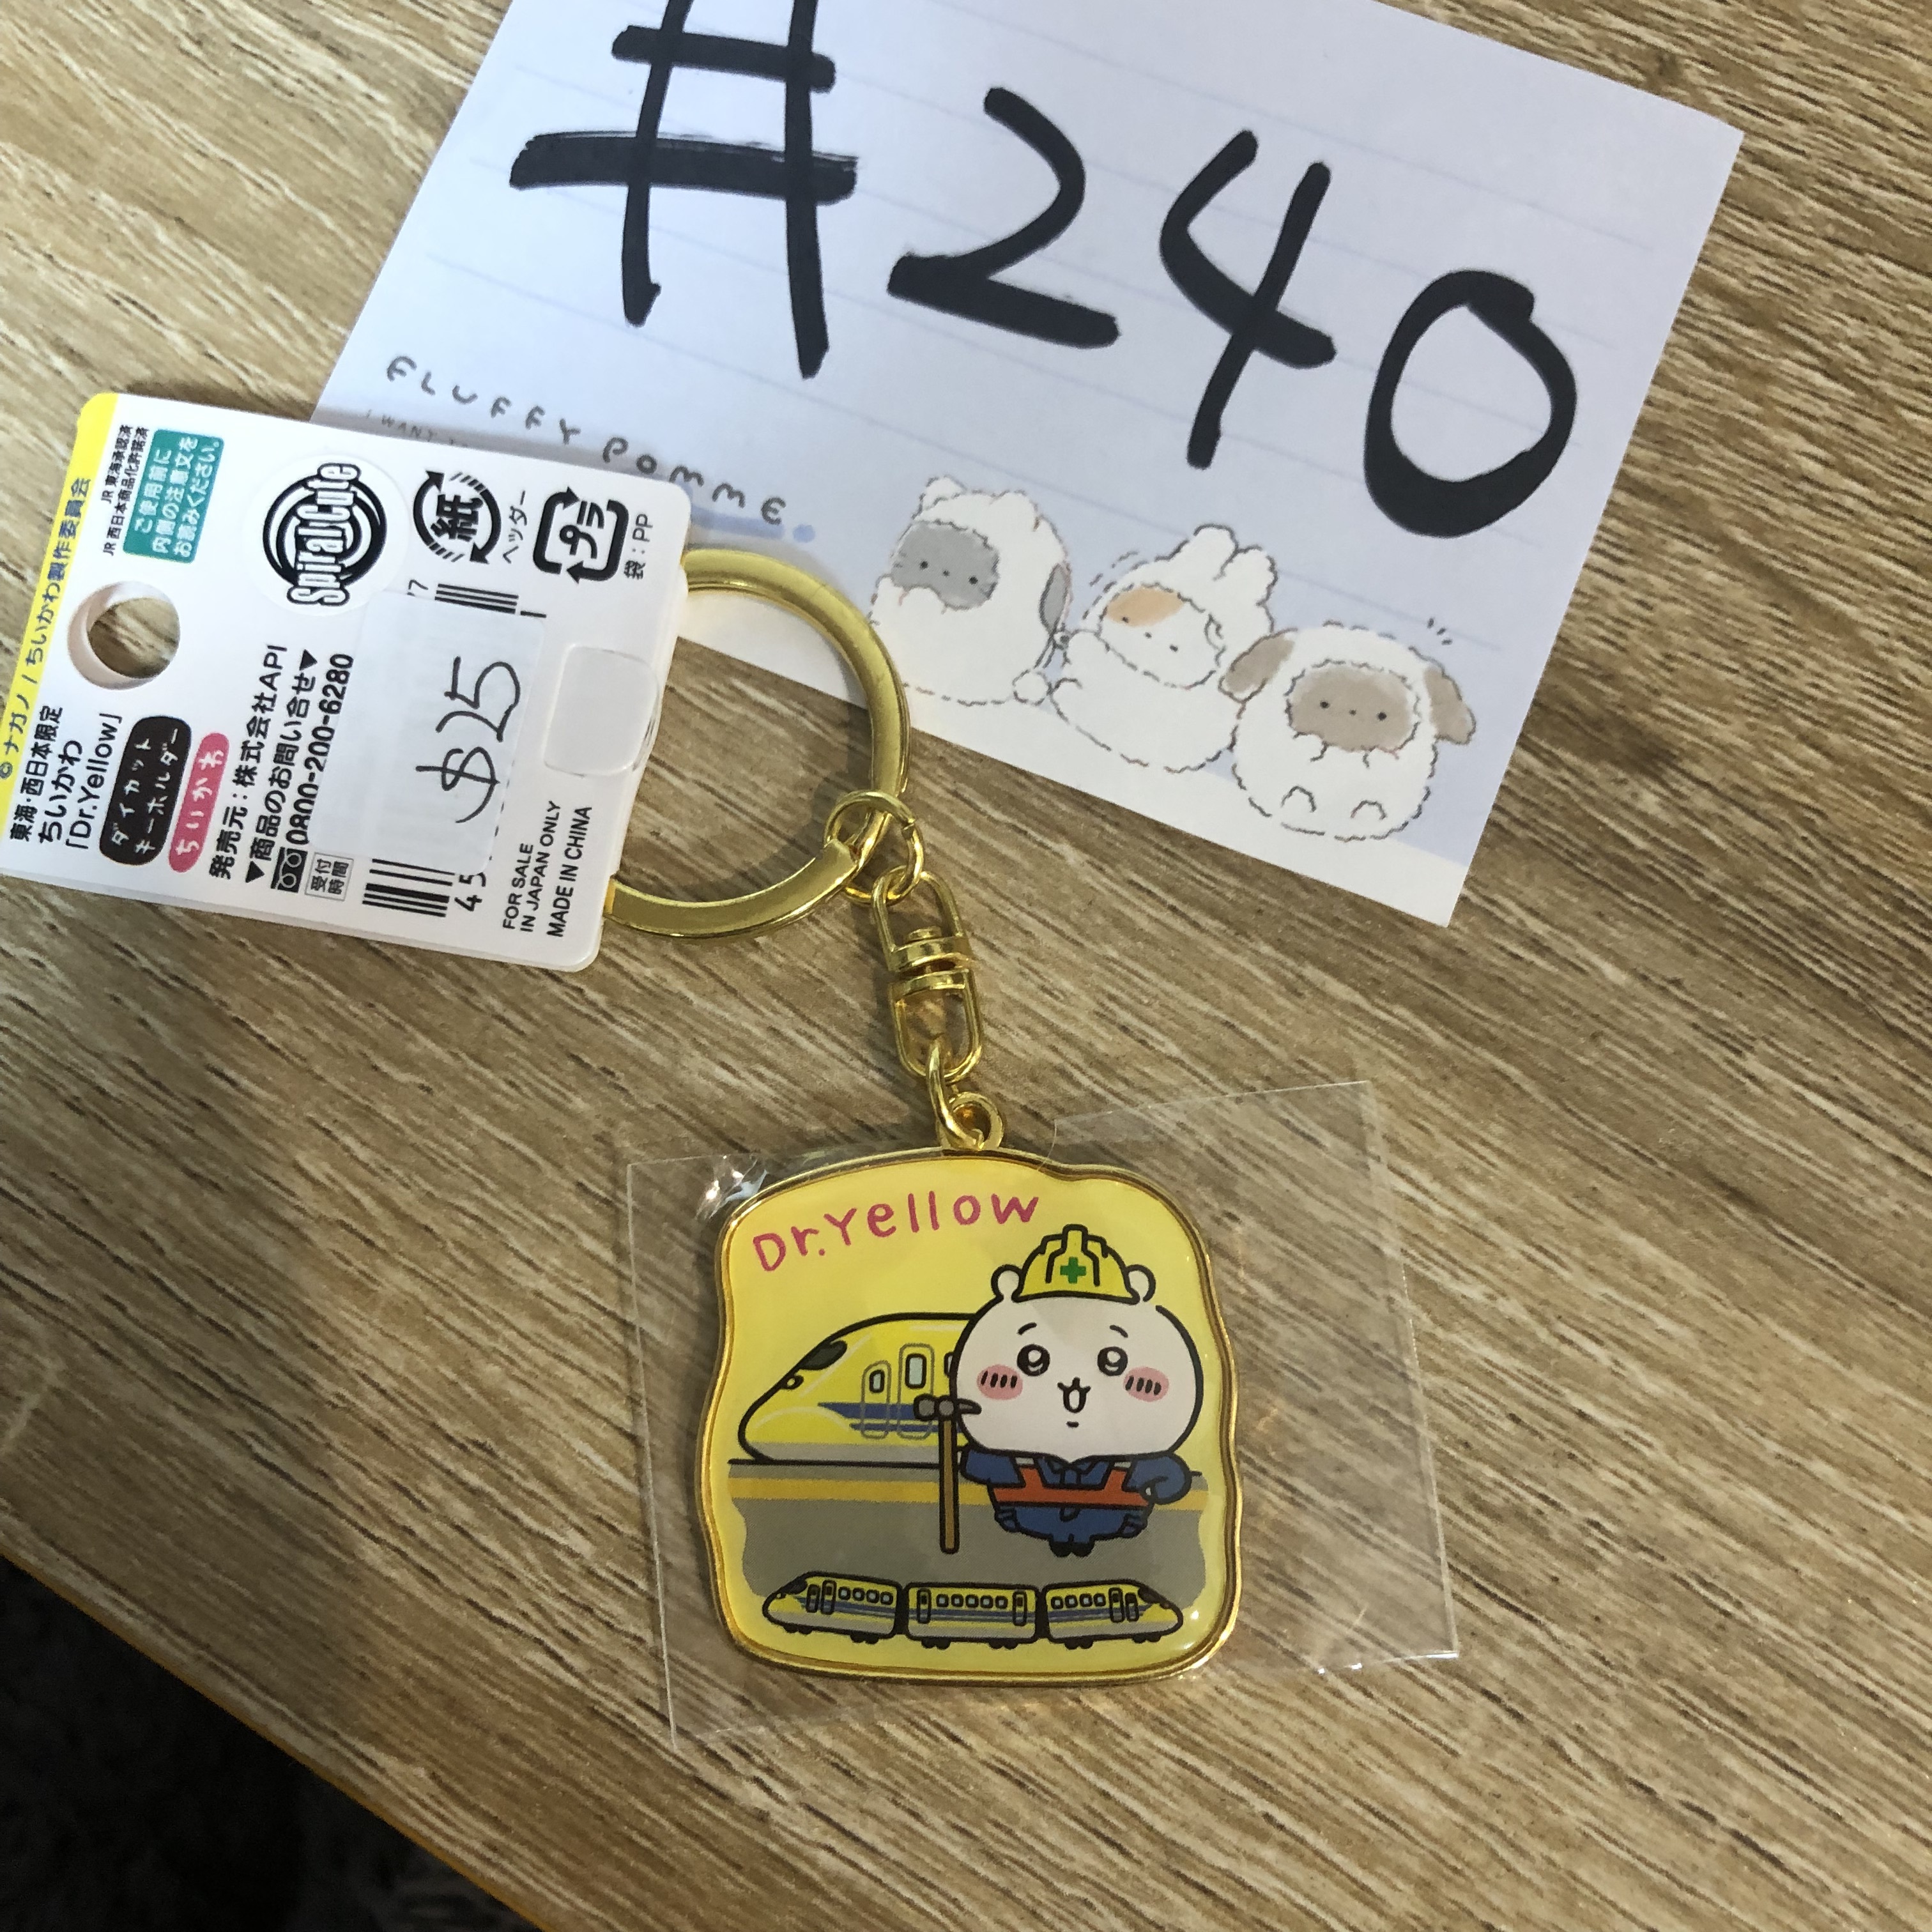 #240
FLUFFY POMME.
© ナガノ / ちいかわ製作委員会
東海・西日本限定
ちいかわ
「Dr.Yellow」
ダイカット
キーホルダー
ちいかわ
JR東海承認済
JR西日本商品化許諾済
ご使用前に
内側の注意文を
お読みください。
発売元：株式会社API
▼商品のお問い合せ▼
0800-200-6280
受付
時間
SpiralCute
紙
ヘッダー
プラ
袋：PP
$25
45
FOR SALE
IN JAPAN ONLY
MADE IN CHINA
Dr.Yellow